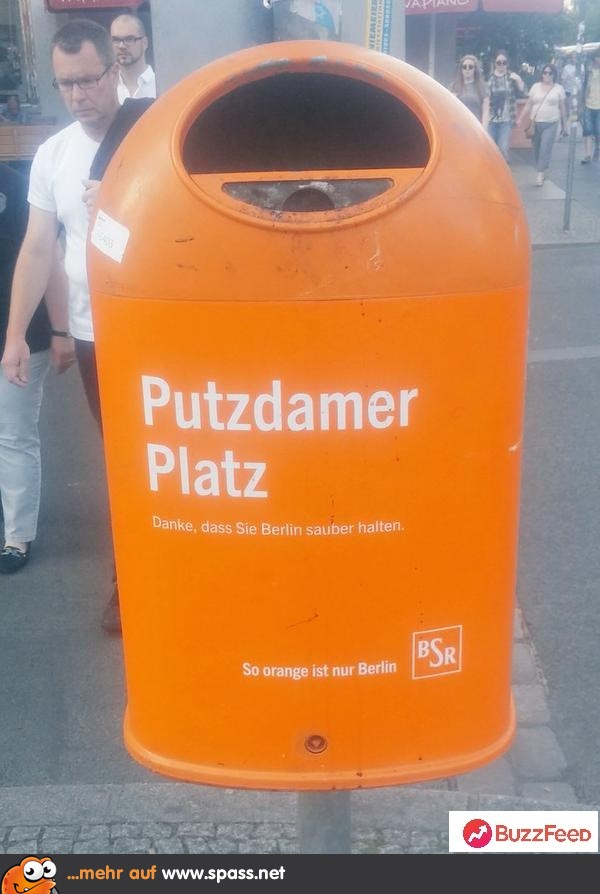 VAPIANO
Putzdamer
Platz
Danke, dass Sie Berlin sauber halten.
So orange ist nur Berlin
BSR
BuzzFeeD
...mehr auf www.spass.net